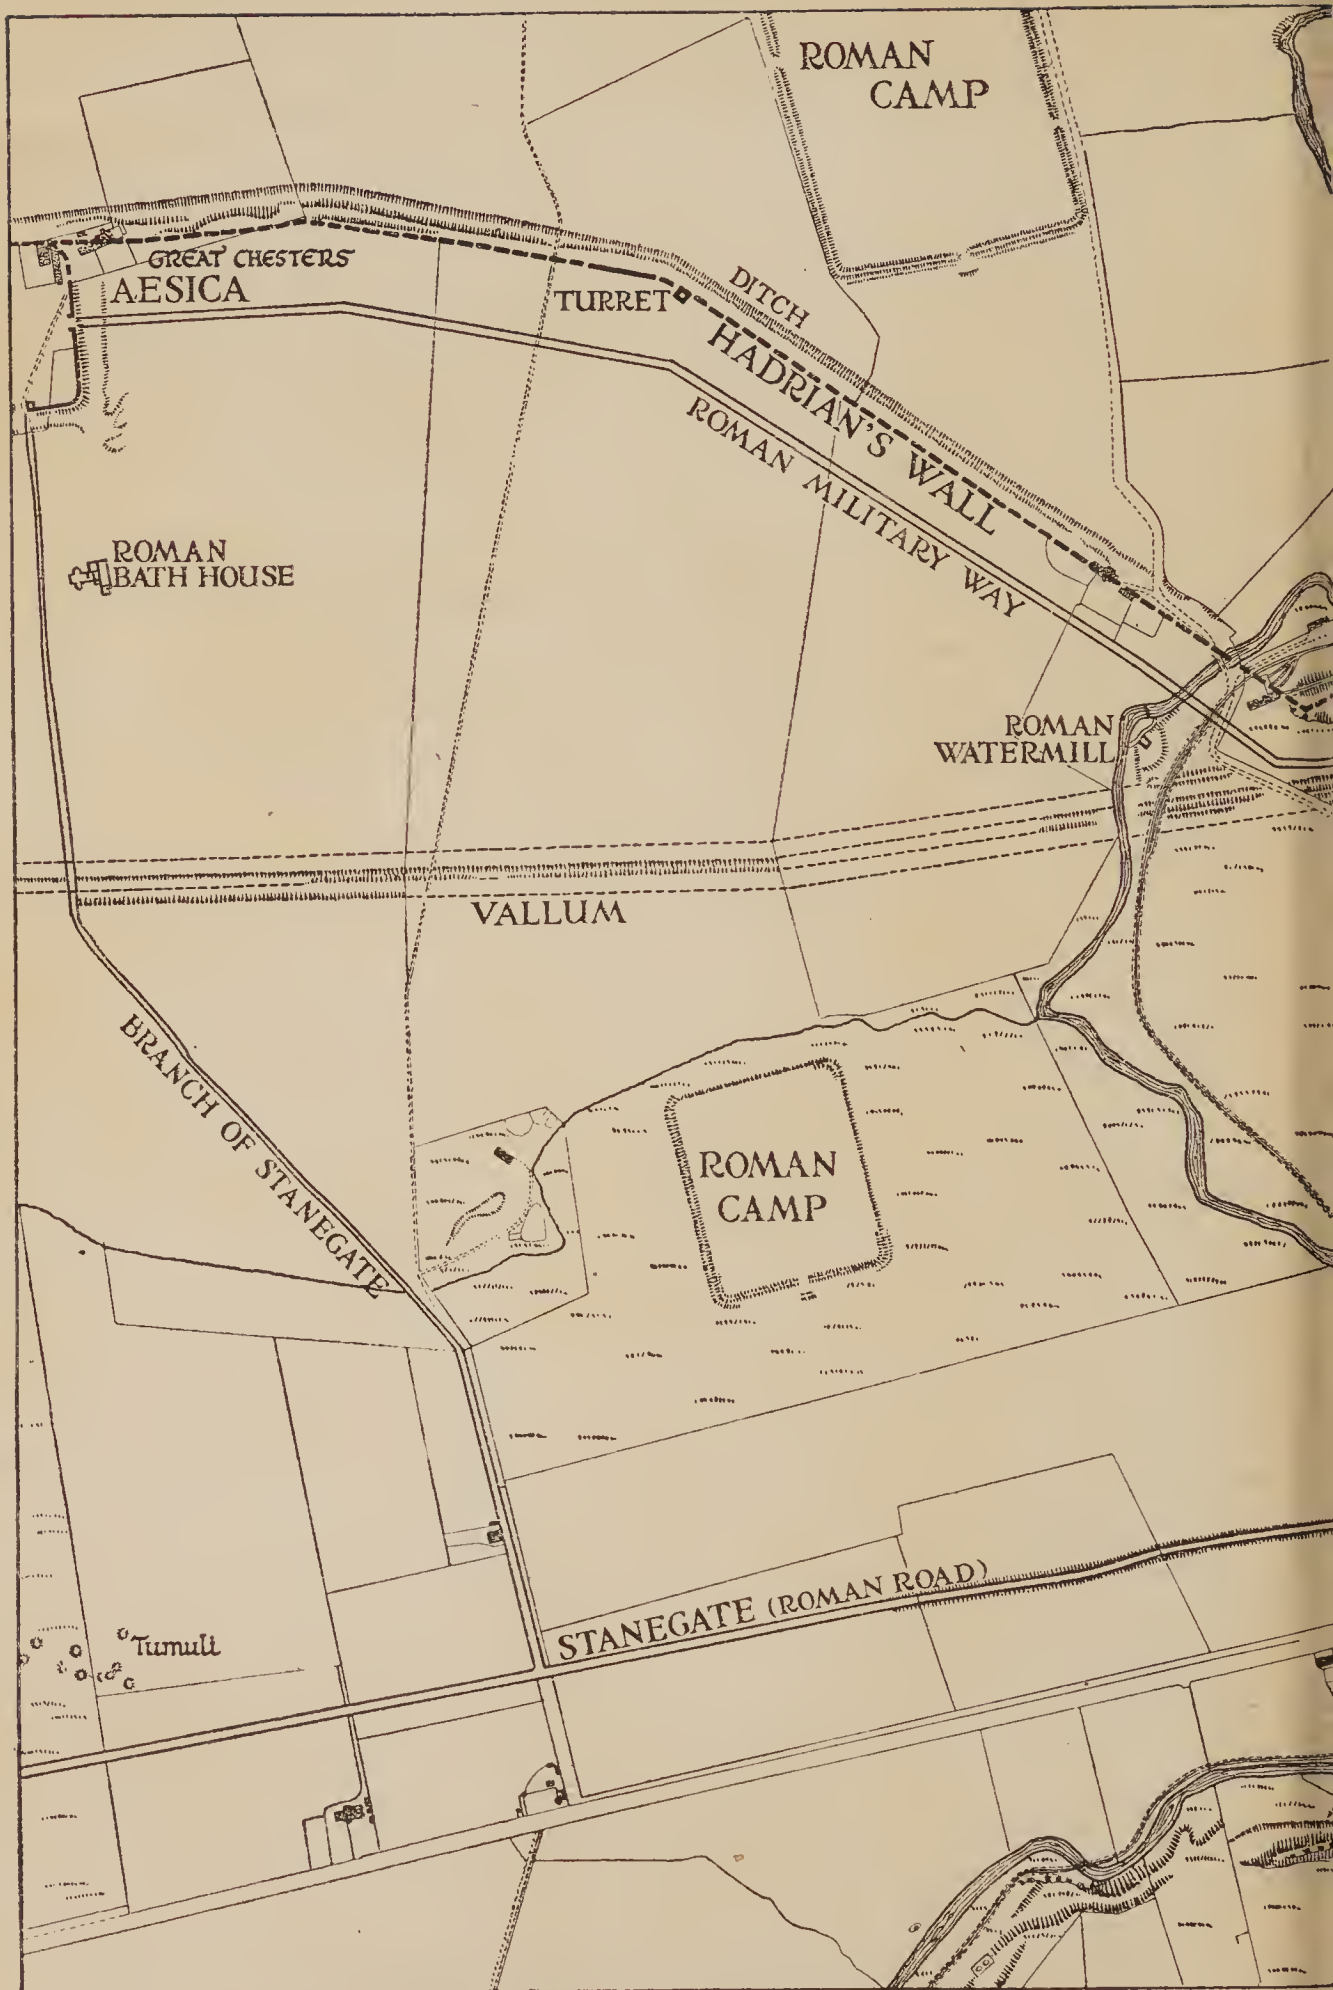 ROMAN
CAMP
GREAT CHESTERS
AESICA
TURRET
DITCH
HADRIAN'S WALL
ROMAN MILITARY WAY
ROMAN
BATH HOUSE
ROMAN
WATERMILL
VALLUM
BRANCH OF STANEGATE
ROMAN
CAMP
STANEGATE (ROMAN ROAD)
Tumuli